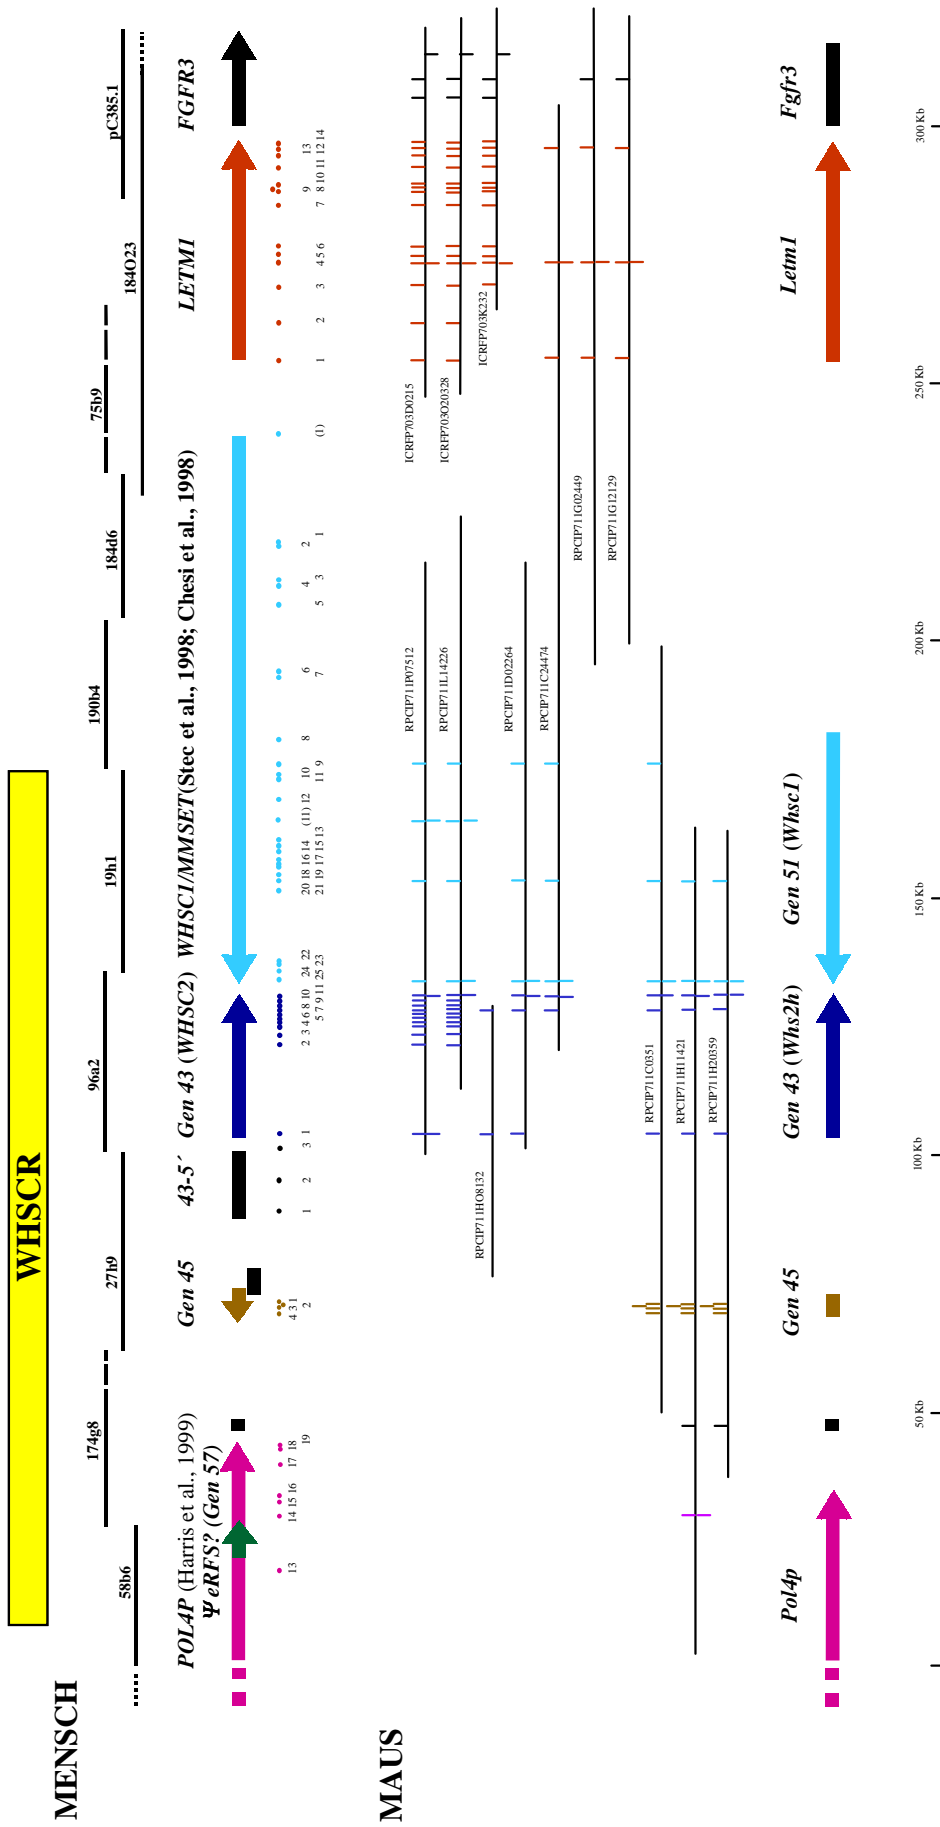 WHSCR
MENSCH
58b6
174g8
27h9
96a2
19h1
190b4
184d6
75b9
184O23
pC385.1
POL4P (Harris et al., 1999)
Ψ eRFS? (Gen 57)
Gen 45
43-5´
Gen 43 (WHSC2)
WHSC1/MMSET(Stec et al., 1998; Chesi et al., 1998)
LETM1
FGFR3
13
14 15 16
17
18
19
4 3 1
2
1
2
3
1
2 3 4 6 8 10
5 7 9 11
24 22
25 23
20 18 16 14 (11) 12
21 19 17 15 13
10
11 9
8
6
7
5
4
3
2
1
(1)
1
2
3
4 5 6
7
9
8 10 11 12 14
13
MAUS
ICRFP703D0215
ICRFP703O20328
ICRFP703K232
RPCIP711P07512
RPCIP711L14226
RPCIP711HO8132
RPCIP711D02264
RPCIP711C24474
RPCIP711G02449
RPCIP711G12129
RPCIP711C0351
RPCIP711H11421
RPCIP711H20359
Pol4p
Gen 45
Gen 43 (Whs2h)
Gen 51 (Whsc1)
Letm1
Fgfr3
50 Kb
100 Kb
150 Kb
200 Kb
250 Kb
300 Kb